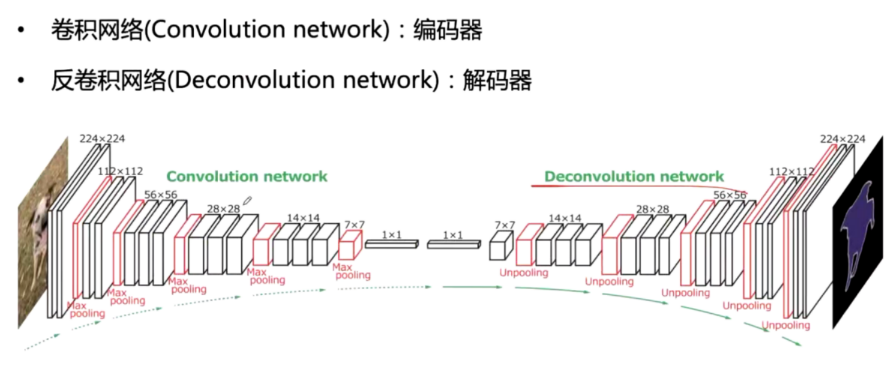 • 卷积网络(Convolution network)：编码器
• 反卷积网络(Deconvolution network)：解码器
224×224
112×112
56×56
28×28
14×14
7×7
1×1
1×1
7×7
14×14
28×28
56×56
112×112
224×224
Convolution network
Deconvolution network
Max
pooling
Max
pooling
Max
pooling
Max
pooling
Max
pooling
Unpooling
Unpooling
Unpooling
Unpooling
Unpooling